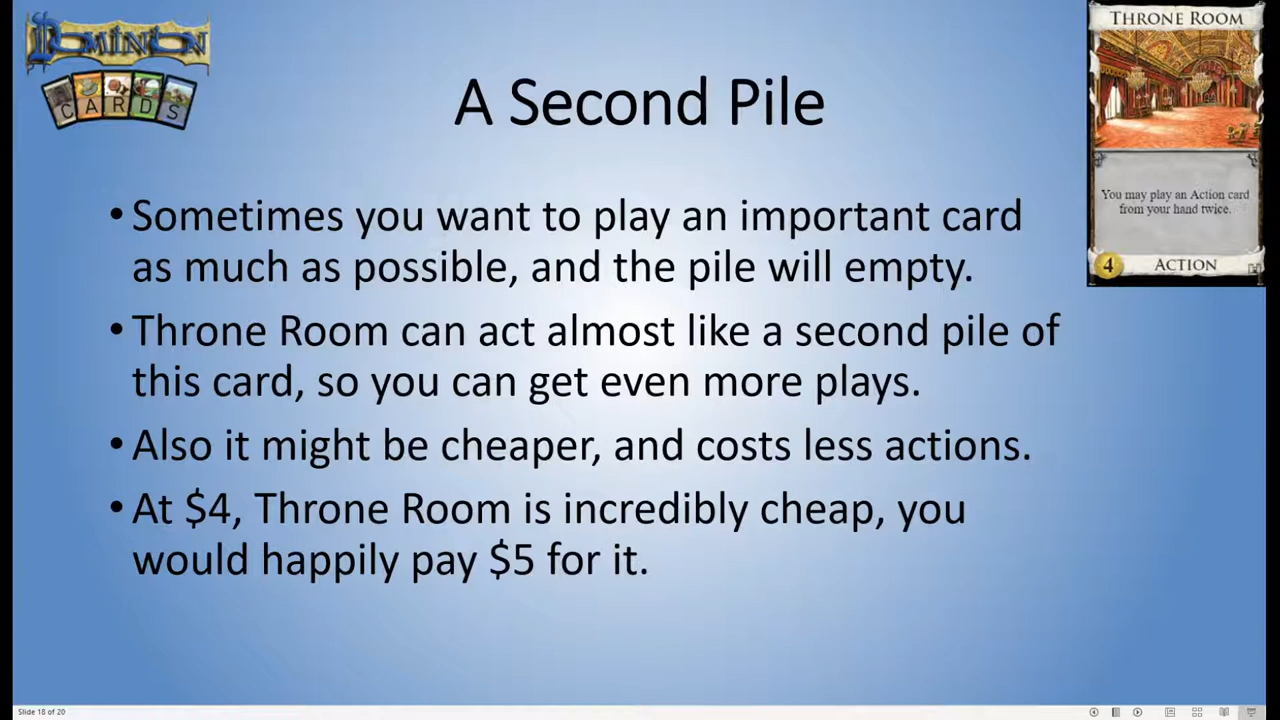 DOMINION
CARDS
THRONE ROOM
You may play an Action card
from your hand twice.
4
ACTION
A Second Pile
• Sometimes you want to play an important card
as much as possible, and the pile will empty.
• Throne Room can act almost like a second pile of
this card, so you can get even more plays.
• Also it might be cheaper, and costs less actions.
• At $4, Throne Room is incredibly cheap, you
would happily pay $5 for it.
Slide 18 of 20